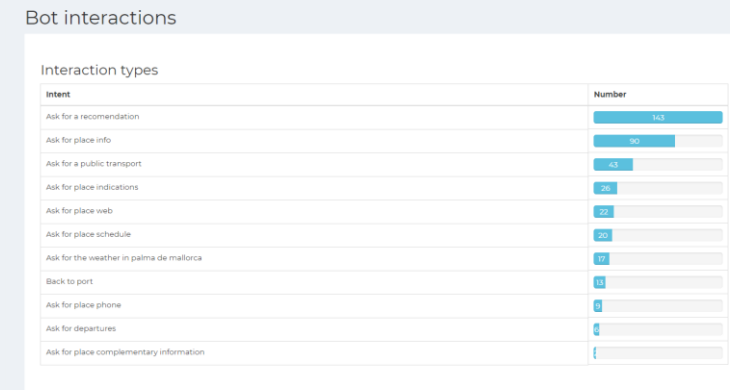 Bot interactions
Interaction types
Intent Number
Ask for a recomendation 143
Ask for place info 90
Ask for a public transport 43
Ask for place indications 26
Ask for place web 22
Ask for place schedule 20
Ask for the weather in palma de mallorca 17
Back to port 13
Ask for place phone 9
Ask for departures 6
Ask for place complementary information